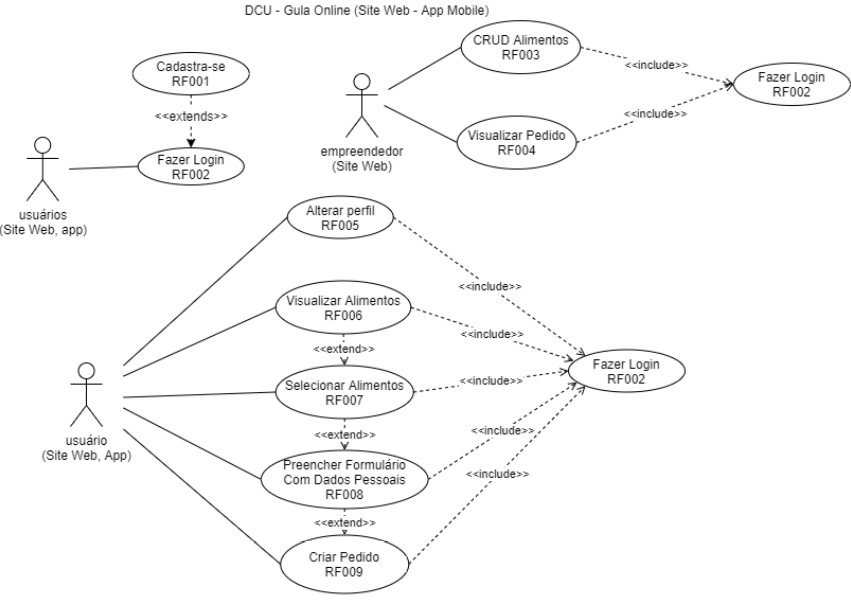 DCU - Gula Online (Site Web - App Mobile)
Cadastra-se
RF001
<<extends>>
Fazer Login
RF002
usuários
(Site Web, app)
CRUD Alimentos
RF003
<<include>>
Fazer Login
RF002
<<include>>
Visualizar Pedido
RF004
empreendedor
(Site Web)
Alterar perfil
RF005
<<include>>
Visualizar Alimentos
RF006
<<include>>
<<extend>>
Selecionar Alimentos
RF007
<<include>>
Fazer Login
RF002
<<extend>>
<<include>>
usuário
(Site Web, App)
Preencher Formulário
Com Dados Pessoais
RF008
<<include>>
<<extend>>
Criar Pedido
RF009